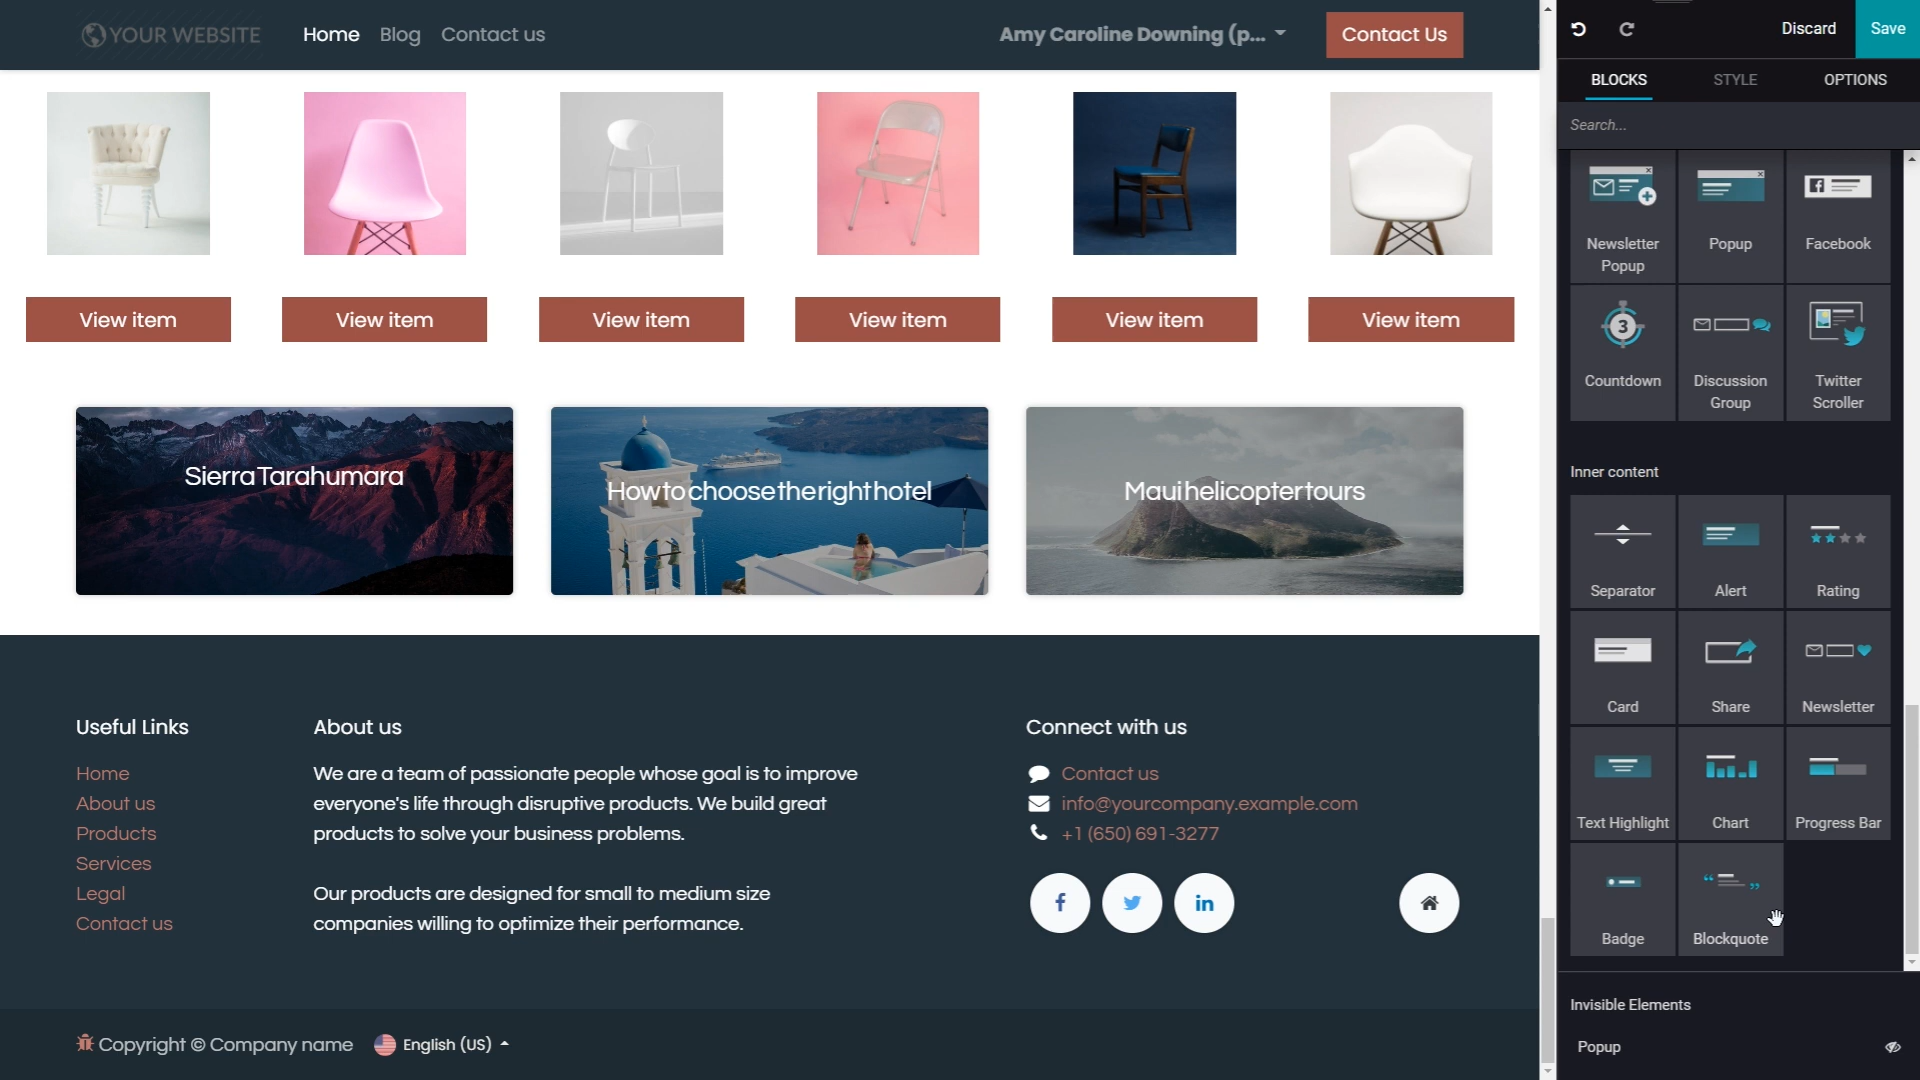 YOUR WEBSITE
Home
Blog
Contact us
Amy Caroline Downing (p...
Contact Us
View item
View item
View item
View item
View item
View item
Sierra Tarahumara
How to choose the right hotel
Maui helicopter tours
Useful Links
Home
About us
Products
Services
Legal
Contact us
About us
We are a team of passionate people whose goal is to improve
everyone's life through disruptive products. We build great
products to solve your business problems.
Our products are designed for small to medium size
companies willing to optimize their performance.
Connect with us
Contact us
info@yourcompany.example.com
+1 (650) 691-3277
Copyright © Company name
English (US)
Discard
Save
BLOCKS
STYLE
OPTIONS
Search...
Newsletter
Popup
Popup
Facebook
3
Countdown
Discussion
Group
Twitter
Scroller
Inner content
Separator
Alert
Rating
Card
Share
Newsletter
Text Highlight
Chart
Progress Bar
Badge
Blockquote
Invisible Elements
Popup